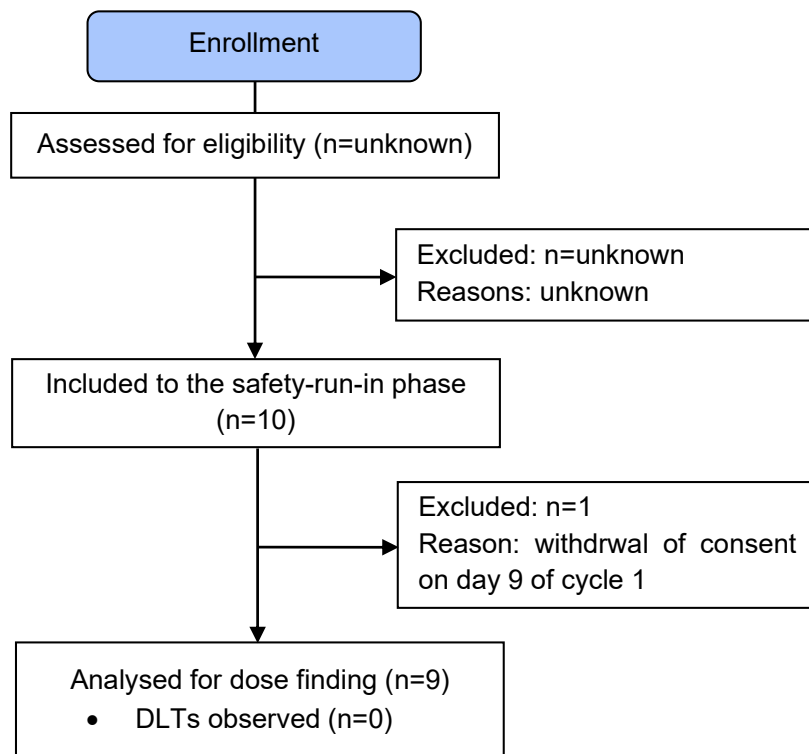 Enrollment
Assessed for eligibility (n=unknown)
Excluded: n=unknown
Reasons: unknown
Included to the safety-run-in phase
(n=10)
Excluded: n=1
Reason: withdrwal of consent
on day 9 of cycle 1
Analysed for dose finding (n=9)
• DLTs observed (n=0)